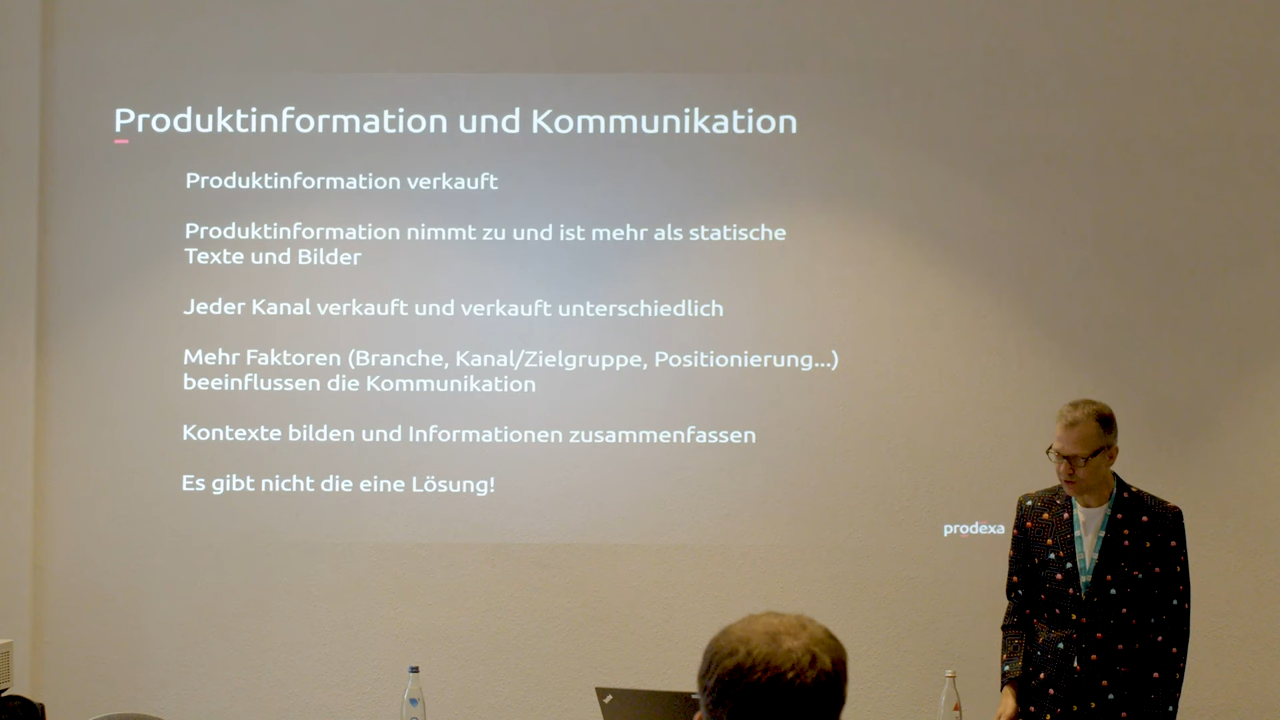 Produktinformation und Kommunikation
Produktinformation verkauft
Produktinformation nimmt zu und ist mehr als statische
Texte und Bilder
Jeder Kanal verkauft und verkauft unterschiedlich
Mehr Faktoren (Branche, Kanal/Zielgruppe, Positionierung...)
beeinflussen die Kommunikation
Kontexte bilden und Informationen zusammenfassen
Es gibt nicht die eine Lösung!
prodexa